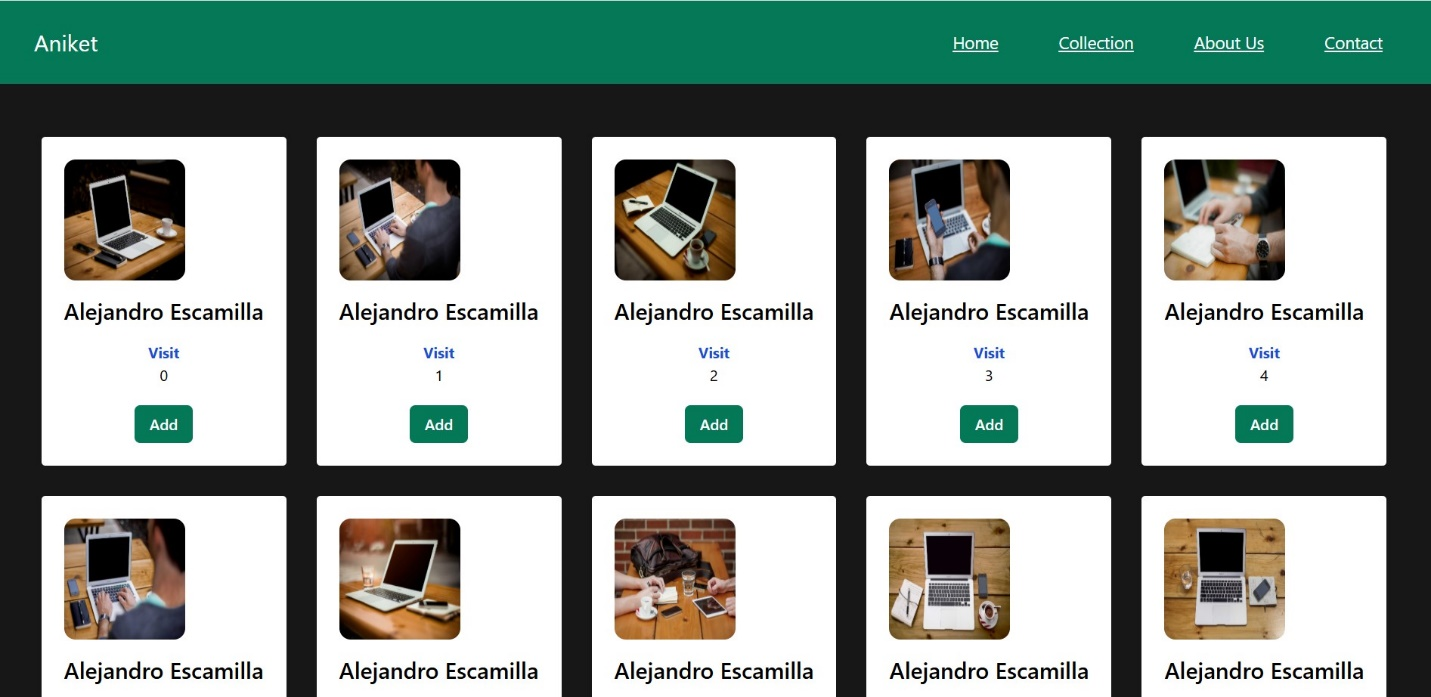 Aniket
Home Collection About Us Contact
Alejandro Escamilla
Visit
0
Add
Alejandro Escamilla
Visit
1
Add
Alejandro Escamilla
Visit
2
Add
Alejandro Escamilla
Visit
3
Add
Alejandro Escamilla
Visit
4
Add
Alejandro Escamilla
Alejandro Escamilla
Alejandro Escamilla
Alejandro Escamilla
Alejandro Escamilla